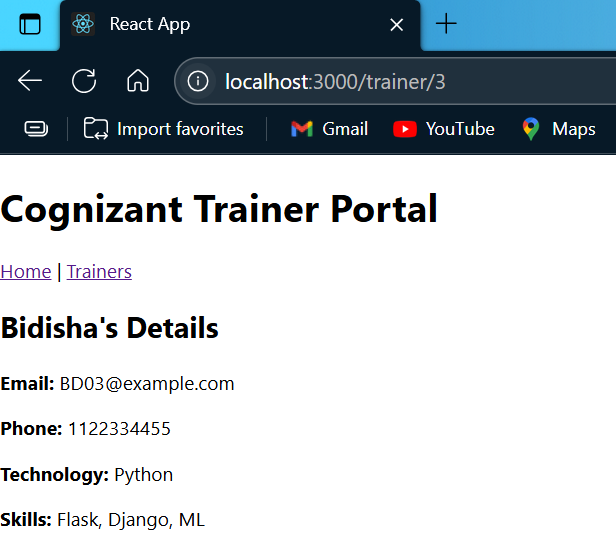 React App
localhost:3000/trainer/3
Import favorites Gmail YouTube Maps
Cognizant Trainer Portal
Home | Trainers
Bidisha's Details
Email: BD03@example.com
Phone: 1122334455
Technology: Python
Skills: Flask, Django, ML